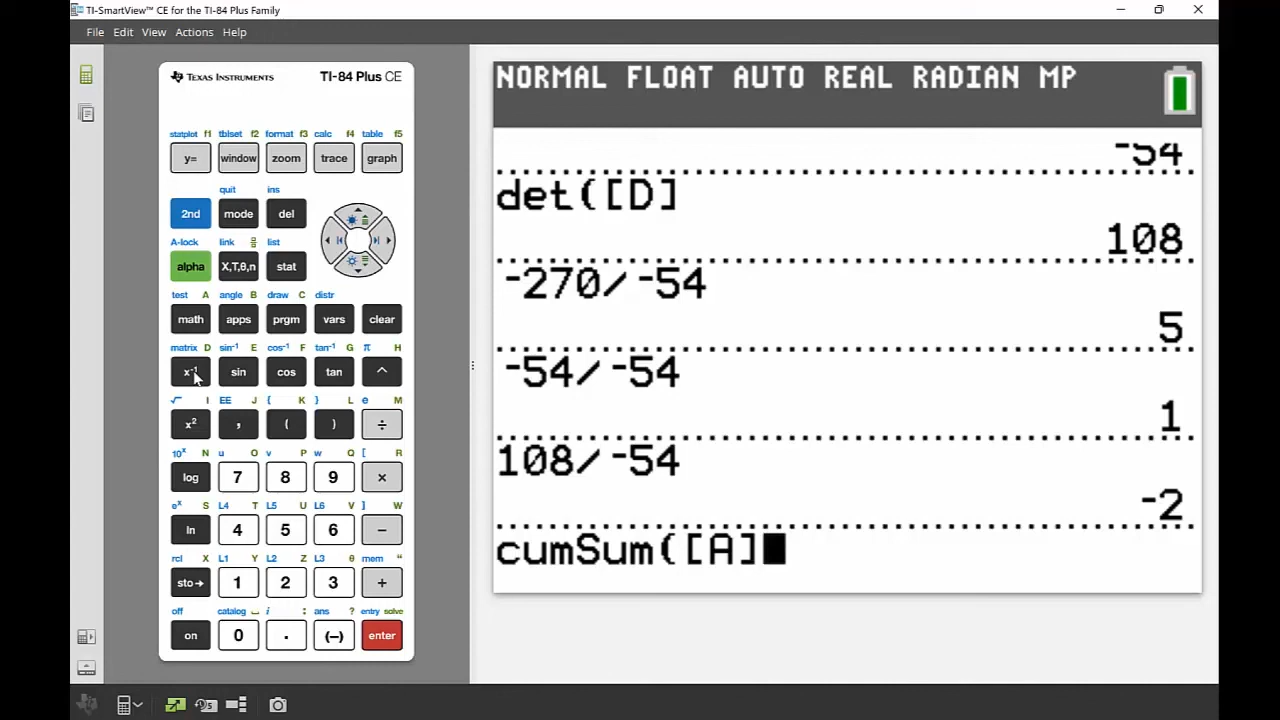 TI-SmartView™ CE for the TI-84 Plus Family
File Edit View Actions Help
TEXAS INSTRUMENTS TI-84 Plus CE
statplot f1 tblset f2 format f3 calc f4 table f5
y= window zoom trace graph
quit ins
2nd mode del
A-lock link list
alpha X,T,θ,n stat
test A angle B draw C distr
math apps prgm vars clear
matrix D sin⁻¹ E cos⁻¹ F tan⁻¹ G π H
x⁻¹ sin cos tan ^
√ I EE J { K } L e M
x² , ( ) ÷
10ˣ N u O v P w Q [ R
log 7 8 9 ×
eˣ S L4 T L5 U L6 V ] W
ln 4 5 6 −
rcl X L1 Y L2 Z L3 θ mem "
sto→ 1 2 3 +
off catalog i : ans ? entry solve
on 0 . (−) enter
NORMAL FLOAT AUTO REAL RADIAN MP
-54
det([D]
108
-270/-54
5
-54/-54
1
108/-54
-2
cumSum([A]